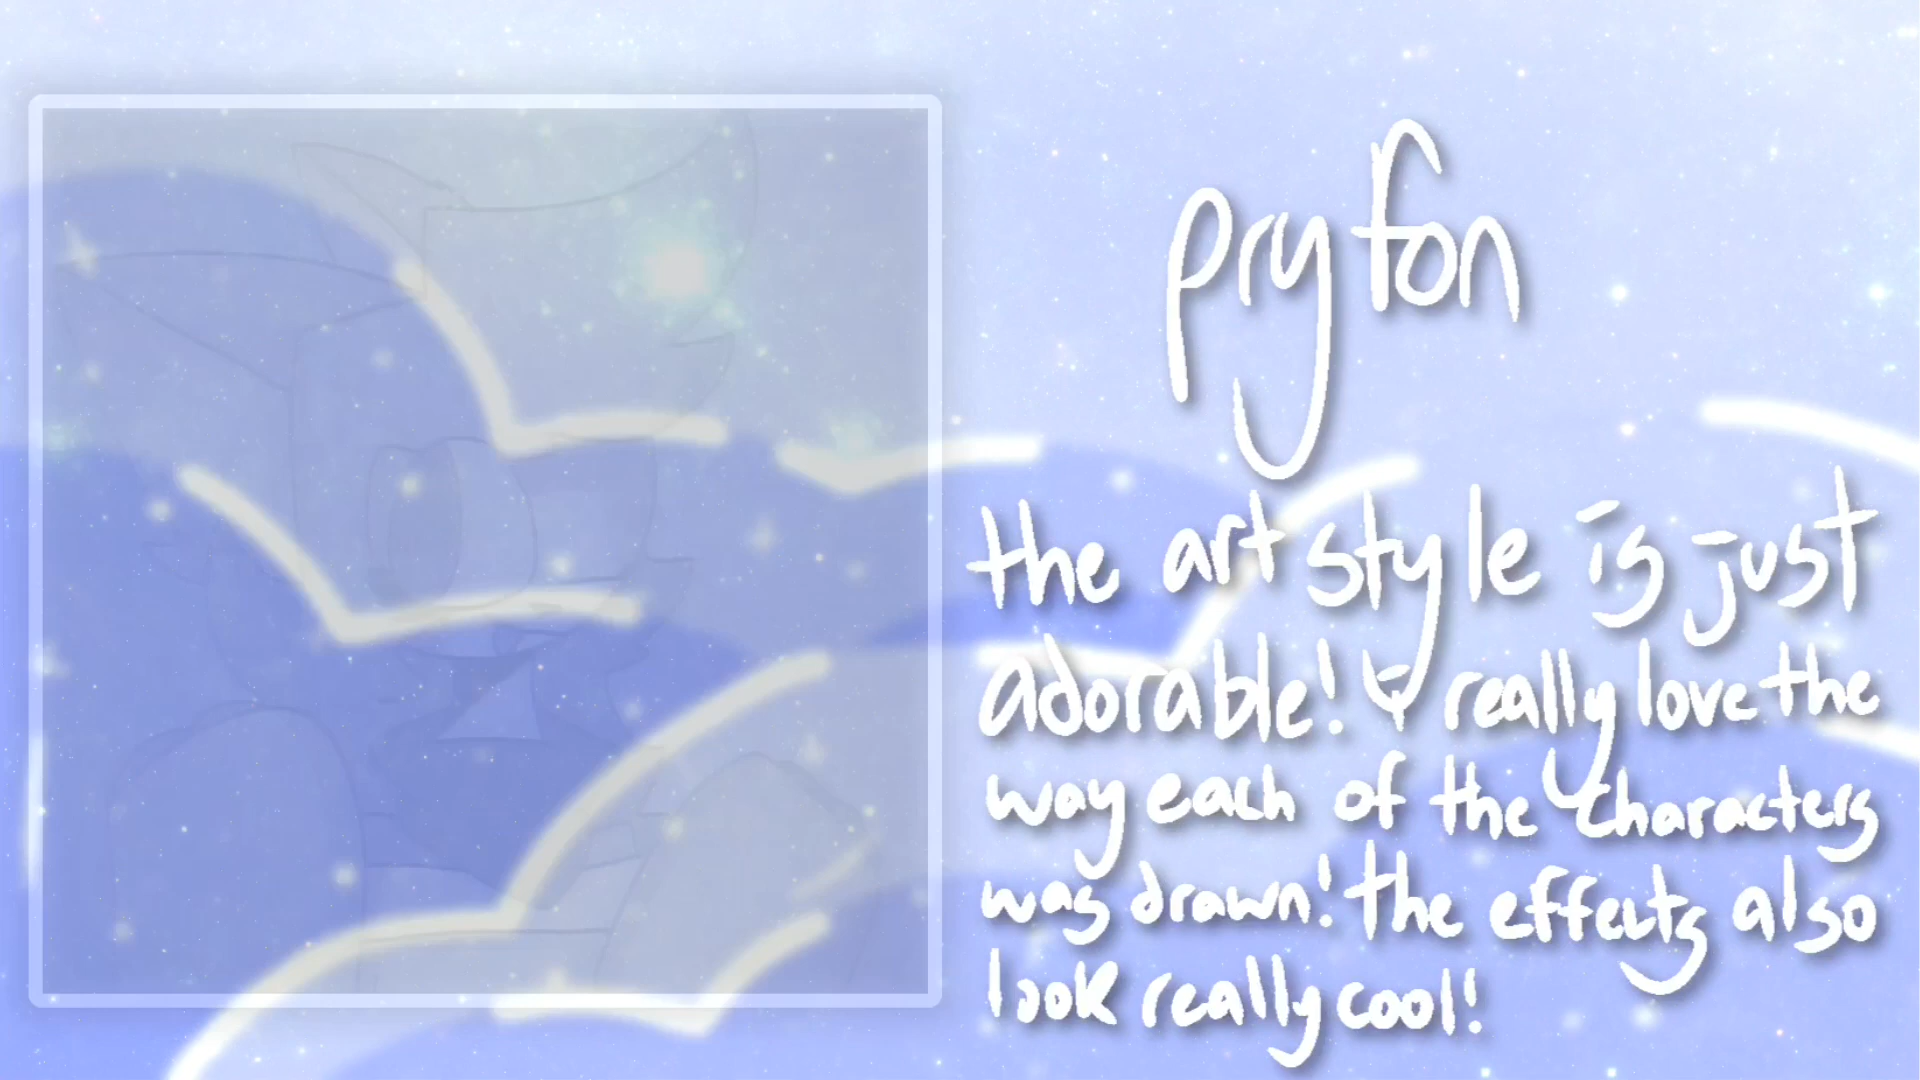 pryfon
the art style is just
adorable! I really love the
way each of the characters
was drawn! the effects also
look really cool!